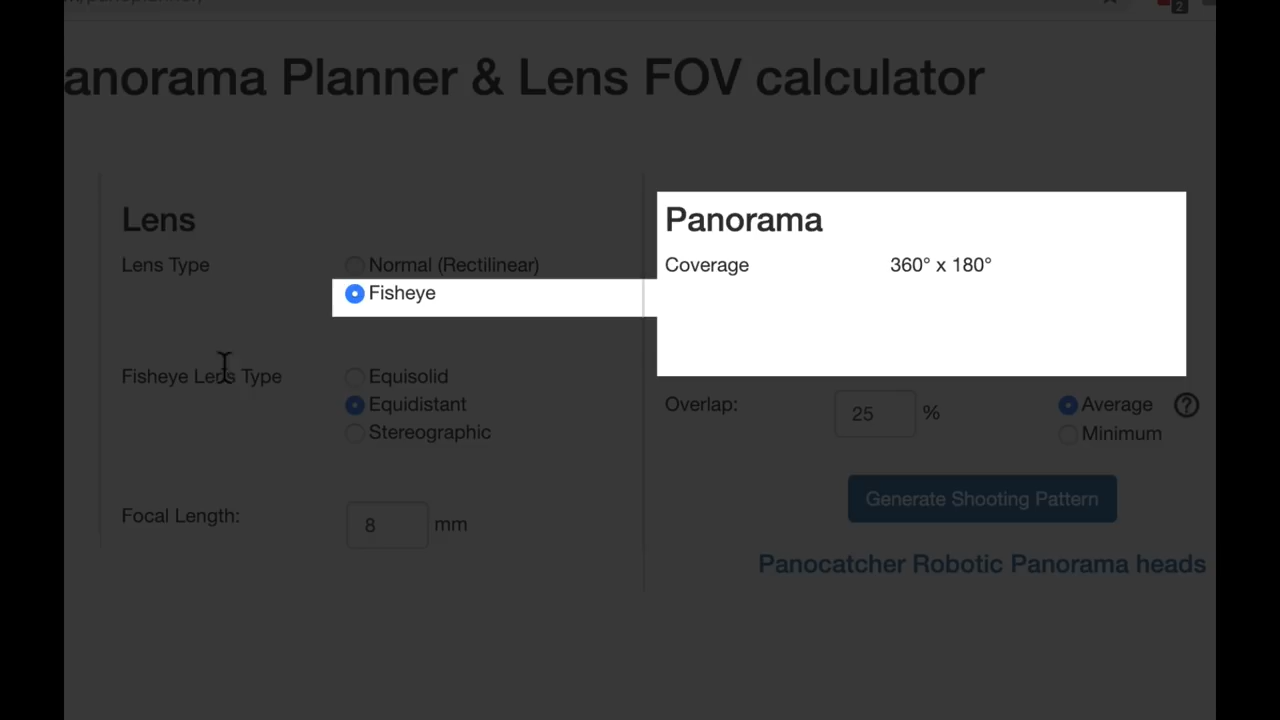 2
anorama Planner & Lens FOV calculator
Lens
Lens Type
Normal (Rectilinear)
Fisheye
Fisheye Lens Type
Equisolid
Equidistant
Stereographic
Focal Length:
8 mm
Panorama
Coverage 360° x 180°
Overlap: 25 %
Average ?
Minimum
Generate Shooting Pattern
Panocatcher Robotic Panorama heads